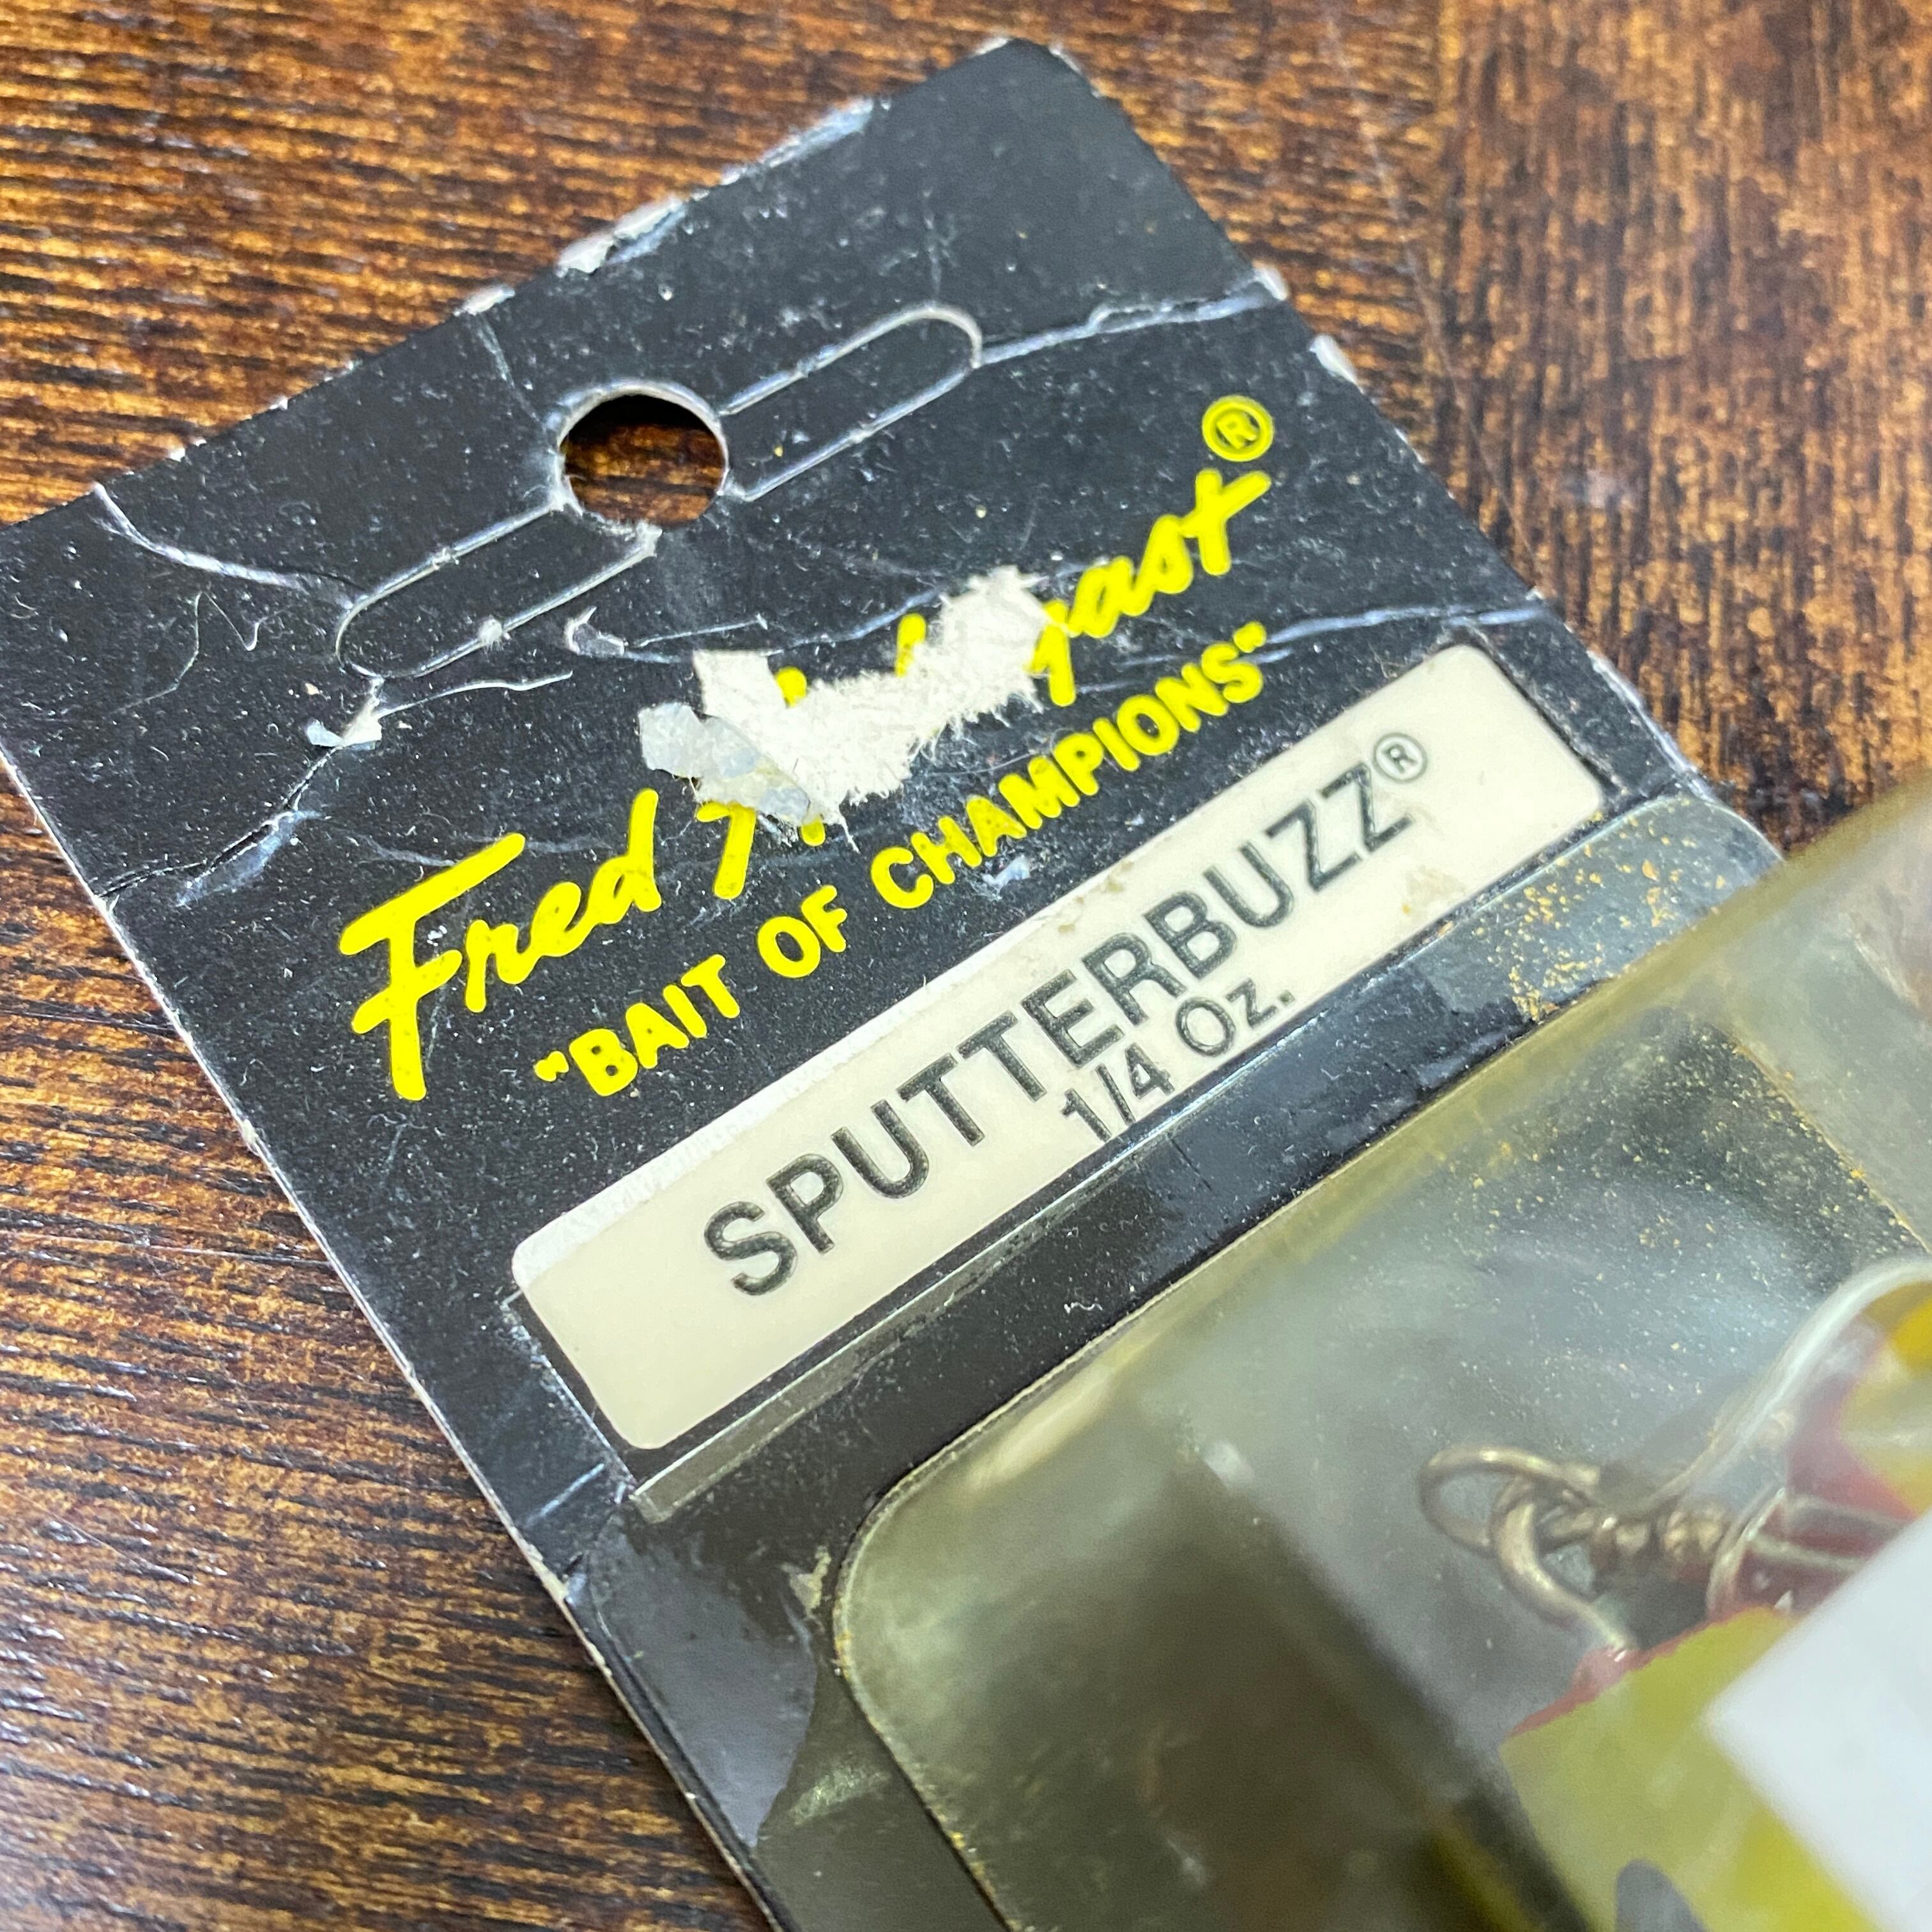 Fred
®
"BAIT OF CHAMPIONS"
SPUTTERBUZZ®
1/4 Oz.